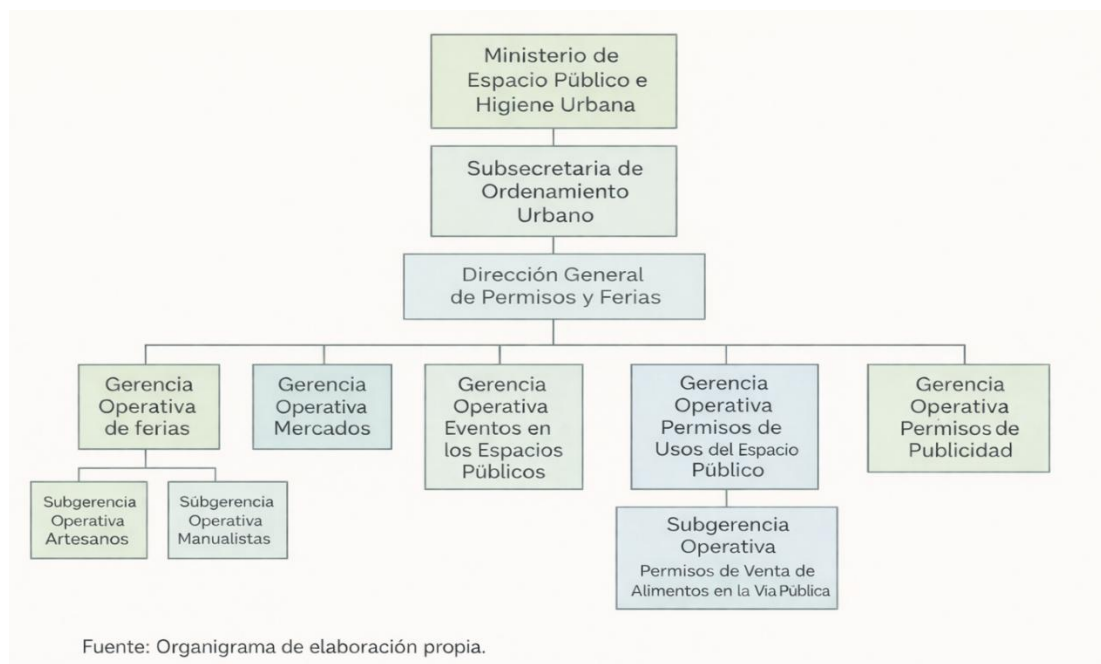 Ministerio de
Espacio Püblico e
Higiene Urbana
Subsecretaria de
Ordenamiento
Urbano
Dirección General
de Permisos y Ferias
Gerencia
Operativa
de ferias
Gerencia
Operativa
Mercados
Gerencia
Operativa
Eventos en
los Espacios
Públicos
Gerencia
Operativa
Permisos de
Usos del Espacio
Público
Gerencia
Operativa
Permisos de
Publicidad
Subgerencia
Operativa
Artesanos
Súbgerencia
Operativa
Manualistas
Subgerencia
Operativa
Permisos de Venta de
Alimentos en la Via Pública
Fuente: Organigrama de elaboración propia.